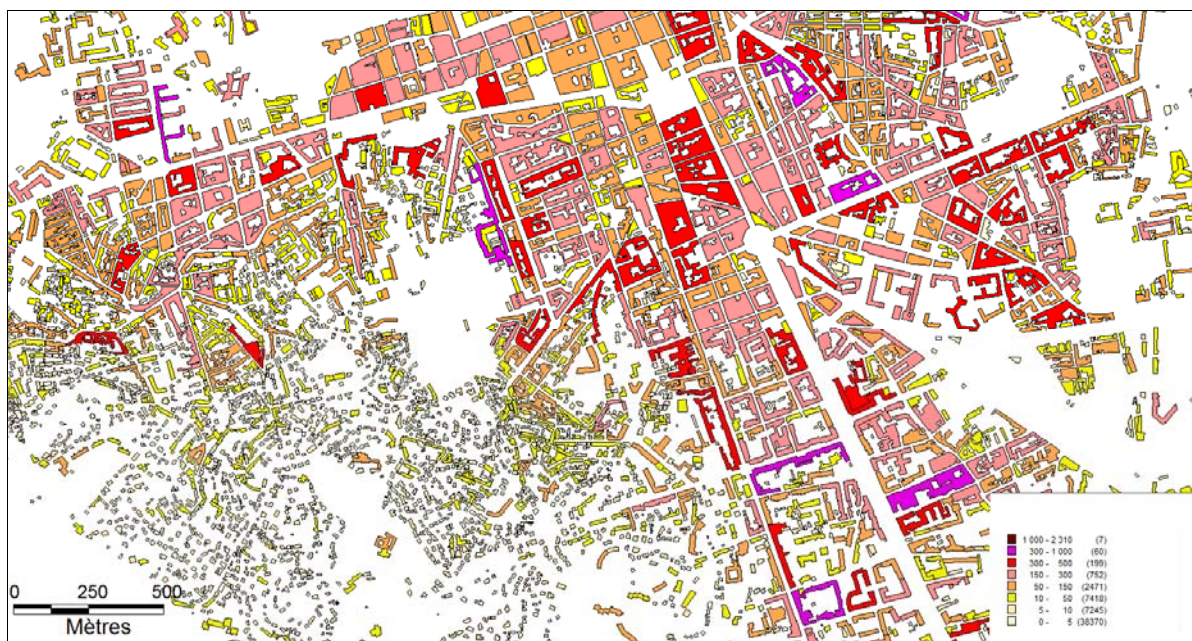 1 000 - 2 310 (7)
300 - 1 000 (60)
300 - 500 (199)
150 - 300 (752)
50 - 150 (2471)
10 - 50 (7418)
5 - 10 (7245)
0 - 5 (38370)
0 250 500
Mètres